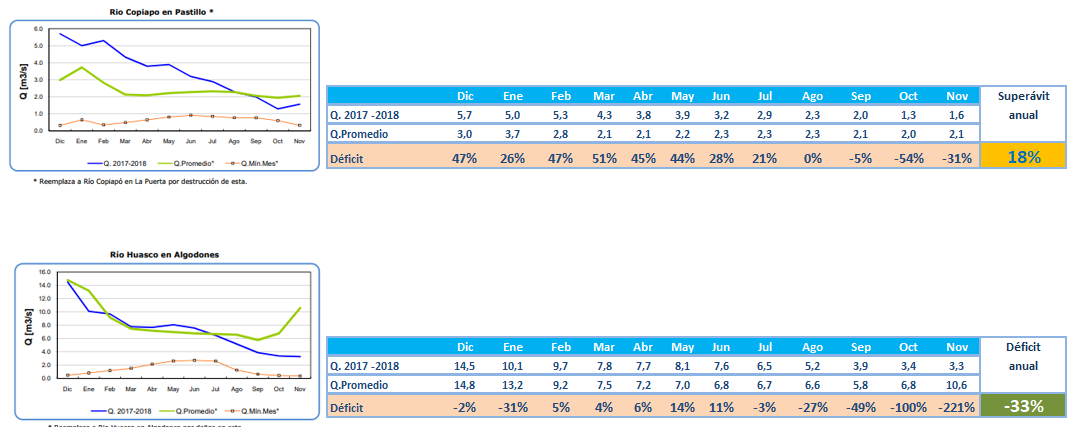 Río Copiapo en Pastillo *
6.0
5.0
4.0
3.0
2.0
1.0
0.0
Q [m3/s]
Dic Ene Feb Mar Abr May Jun Jul Ago Sep Oct Nov
Q. 2017-2018 Q.Promedio* Q.Min.Mes*
* Reemplaza a Río Copiapó en La Puerta por destrucción de esta.
Dic Ene Feb Mar Abr May Jun Jul Ago Sep Oct Nov Superávit
Q. 2017 -2018 5,7 5,0 5,3 4,3 3,8 3,9 3,2 2,9 2,3 2,0 1,3 1,6 anual
Q.Promedio 3,0 3,7 2,8 2,1 2,1 2,2 2,3 2,3 2,3 2,1 2,0 2,1
Déficit 47% 26% 47% 51% 45% 44% 28% 21% 0% -5% -54% -31% 18%
Río Huasco en Algodones
16.0
14.0
12.0
10.0
8.0
6.0
4.0
2.0
0.0
Q [m3/s]
Dic Ene Feb Mar Abr May Jun Jul Ago Sep Oct Nov
Q. 2017-2018 Q.Promedio* Q.Min.Mes*
Dic Ene Feb Mar Abr May Jun Jul Ago Sep Oct Nov Déficit
Q. 2017 -2018 14,5 10,1 9,7 7,8 7,7 8,1 7,6 6,5 5,2 3,9 3,4 3,3 anual
Q.Promedio 14,8 13,2 9,2 7,5 7,2 7,0 6,8 6,7 6,6 5,8 6,8 10,6
Déficit -2% -31% 5% 4% 6% 14% 11% -3% -27% -49% -100% -221% -33%